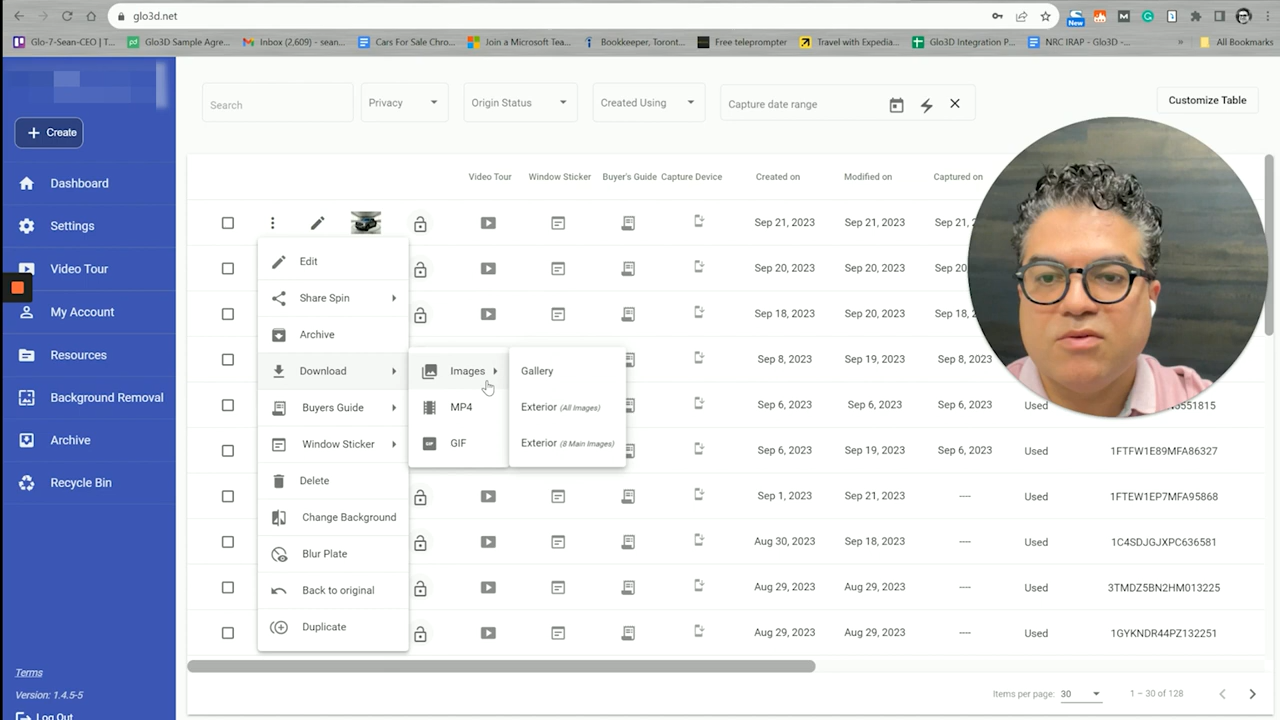 glo3d.net
New
Glo-7-Sean-CEO | T...
Glo3D Sample Agre...
Inbox (2,609) - sean...
Cars For Sale Chro...
Join a Microsoft Tea...
Bookkeeper, Toront...
Free teleprompter
Travel with Expedia...
Glo3D Integration P...
NRC IRAP - Glo3D -...
»
All Bookmarks
+ Create
Dashboard
Settings
Video Tour
My Account
Resources
Background Removal
Archive
Recycle Bin
Terms
Version: 1.4.5-5
Log Out
Search
Privacy
Origin Status
Created Using
Capture date range
Customize Table
Video Tour Window Sticker Buyer's Guide Capture Device Created on Modified on Captured on
Sep 21, 2023 Sep 21, 2023 Sep 21,
Sep 20, 2023 Sep 20, 2023 Sep 20,
Sep 18, 2023 Sep 20, 2023 Sep 18,
Sep 8, 2023 Sep 19, 2023 Sep 8, 2023
Sep 6, 2023 Sep 6, 2023 Sep 6, 2023 Used
Sep 6, 2023 Sep 19, 2023 Sep 6, 2023 Used 1FTFW1E89MFA86327
Sep 1, 2023 Sep 21, 2023 ---- Used 1FTEW1EP7MFA95868
Aug 30, 2023 Sep 18, 2023 ---- Used 1C4SDJGJXPC636581
Aug 29, 2023 Aug 29, 2023 ---- Used 3TMDZ5BN2HM013225
Aug 29, 2023 Aug 29, 2023 ---- Used 1GYKNDR44PZ132251
Edit
Share Spin
Archive
Download
Buyers Guide
Window Sticker
Delete
Change Background
Blur Plate
Back to original
Duplicate
Images
MP4
GIF
GIF
Gallery
Exterior (All Images)
Exterior (8 Main Images)
Items per page: 30 1 – 30 of 128